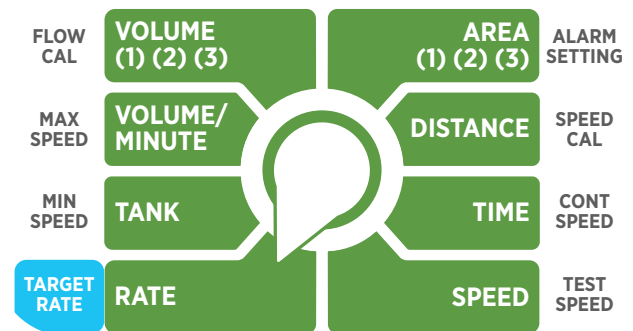 FLOW
CAL
VOLUME
(1) (2) (3)
AREA
(1) (2) (3)
ALARM
SETTING
MAX
SPEED
VOLUME/
MINUTE
DISTANCE
SPEED
CAL
MIN
SPEED
TANK
TIME
CONT
SPEED
TARGET
RATE
RATE
SPEED
TEST
SPEED